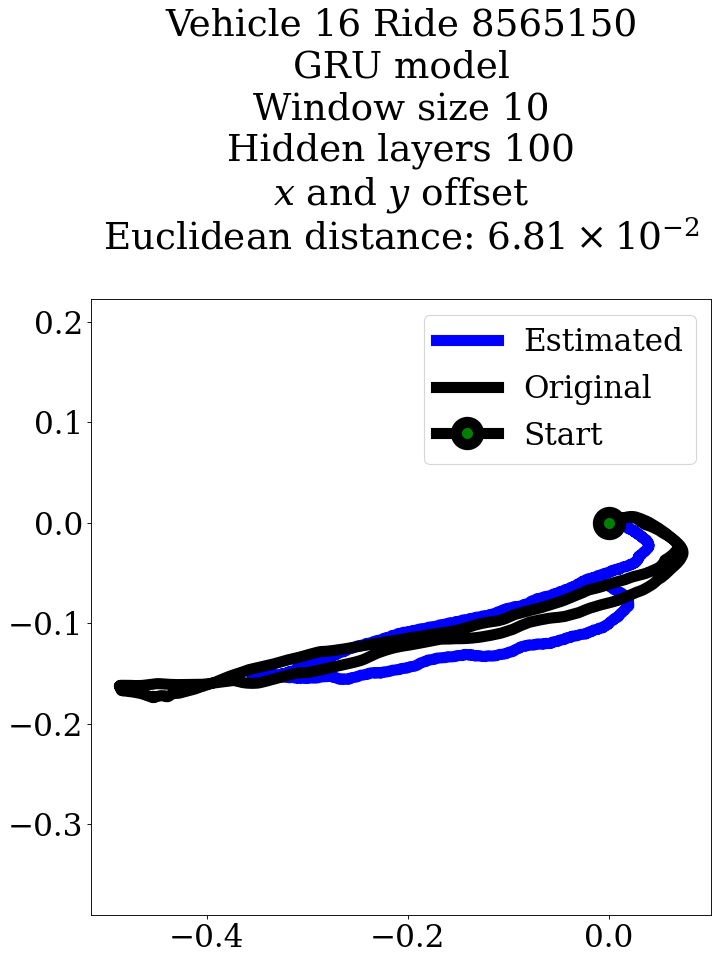 Vehicle 16 Ride 8565150
GRU model
Window size 10
Hidden layers 100
x and y offset
Euclidean distance: 6.81 × 10⁻²
Estimated
Original
Start
0.2
0.1
0.0
−0.1
−0.2
−0.3
−0.4
−0.2
0.0